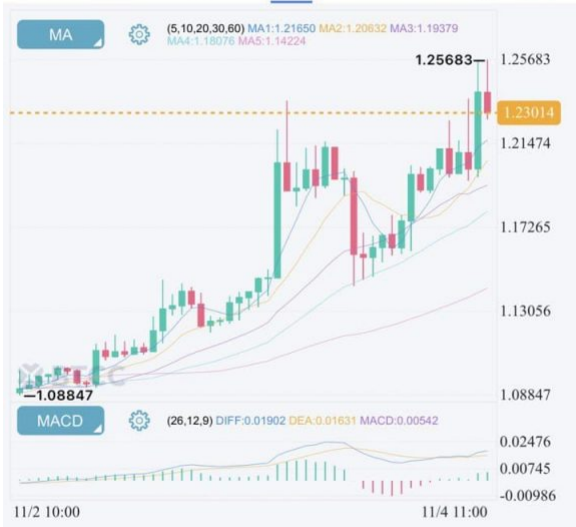 MA
(5,10,20,30,60) MA1:1.21650 MA2:1.20632 MA3:1.19379
MA4:1.18076 MA5:1.14224
1.25683
1.25683
1.23014
1.21474
1.17265
1.13056
1.08847
1.08847
MACD
(26,12,9) DIFF:0.01902 DEA:0.01631 MACD:0.00542
0.02476
0.00745
-0.00986
11/2 10:00
11/4 11:00